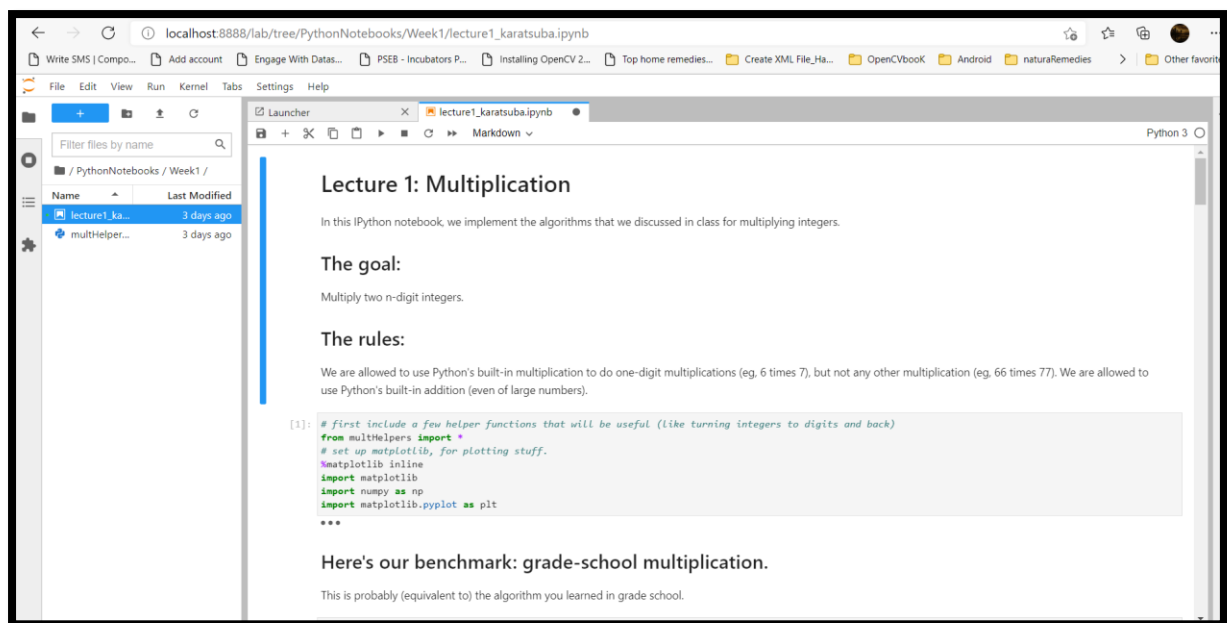 localhost:8888/lab/tree/PythonNotebooks/Week1/lecture1_karatsuba.ipynb
Write SMS | Compo... Add account Engage With Datas... PSEB - Incubators P... Installing OpenCV 2... Top home remedies... Create XML File_Ha... OpenCVbooK Android naturaRemedies Other favorite
File Edit View Run Kernel Tabs Settings Help
Launcher lecture1_karatsuba.ipynb
Markdown Python 3
Filter files by name
/ PythonNotebooks / Week1 /
Name Last Modified
lecture1_ka... 3 days ago
multHelper... 3 days ago
Lecture 1: Multiplication
In this IPython notebook, we implement the algorithms that we discussed in class for multiplying integers.
The goal:
Multiply two n-digit integers.
The rules:
We are allowed to use Python's built-in multiplication to do one-digit multiplications (eg, 6 times 7), but not any other multiplication (eg, 66 times 77). We are allowed to
use Python's built-in addition (even of large numbers).
[1]: # first include a few helper functions that will be useful (like turning integers to digits and back)
from multHelpers import *
# set up matplotlib, for plotting stuff.
%matplotlib inline
import matplotlib
import numpy as np
import matplotlib.pyplot as plt
Here's our benchmark: grade-school multiplication.
This is probably (equivalent to) the algorithm you learned in grade school.